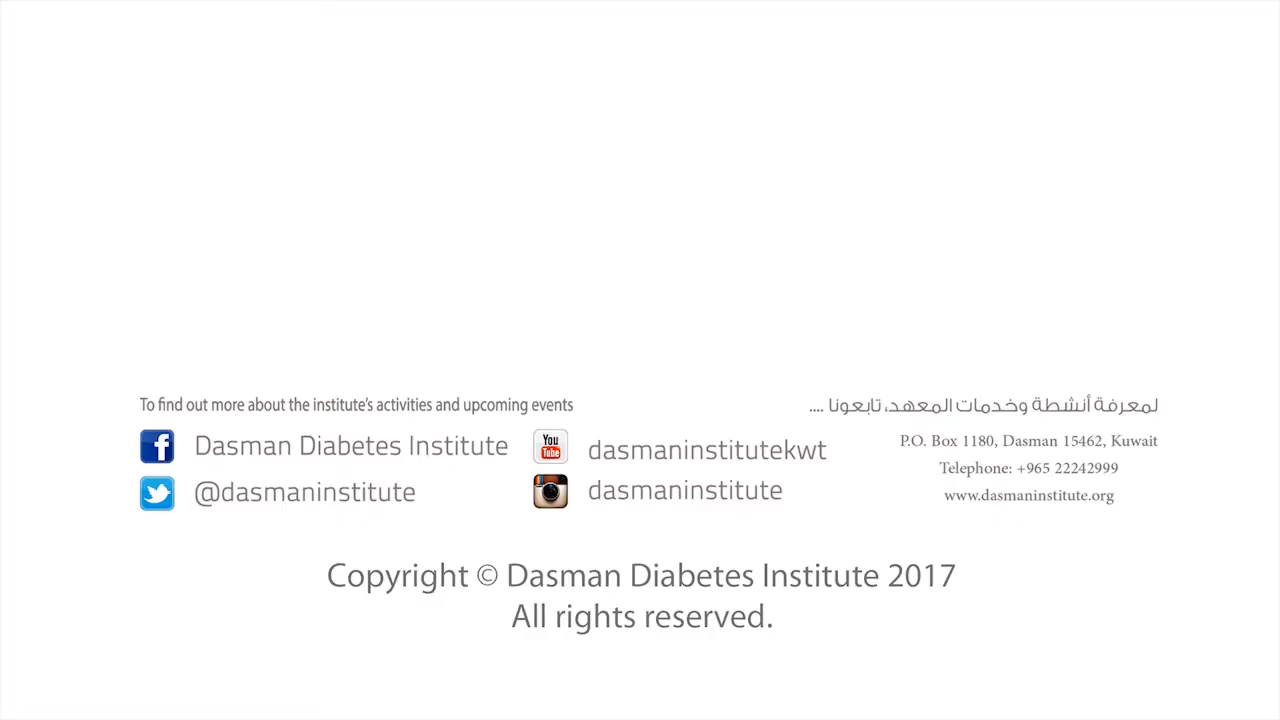 To find out more about the institute's activities and upcoming events
لمعرفة أنشطة وخدمات المعهد، تابعونا ....
Dasman Diabetes Institute
You Tube
dasmaninstitutekwt
@dasmaninstitute
dasmaninstitute
P.O. Box 1180, Dasman 15462, Kuwait
Telephone: +965 22242999
www.dasmaninstitute.org
Copyright © Dasman Diabetes Institute 2017
All rights reserved.